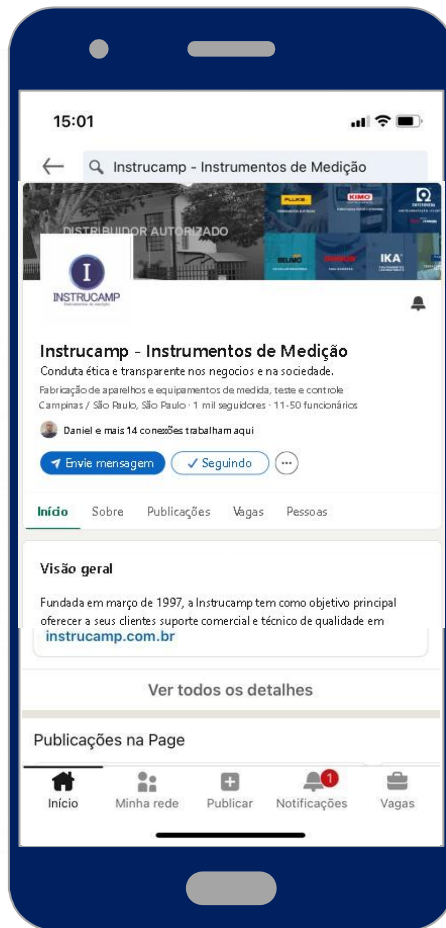 15:01
Instrucamp - Instrumentos de Medição
DISTRIBUIDOR AUTORIZADO
FLUKE
KIMO
BELIMO
IKA
I
INSTRUCAMP
Instrucamp - Instrumentos de Medição
Conduta ética e transparente nos negocios e na sociedade.
Fabricação de aparelhos e equipamentos de medida, teste e controle
Campinas / São Paulo, São Paulo · 1 mil seguidores · 11-50 funcionários
Daniel e mais 14 conexões trabalham aqui
Envie mensagem
Seguindo
Início Sobre Publicações Vagas Pessoas
Visão geral
Fundada em março de 1997, a Instrucamp tem como objetivo principal
oferecer a seus clientes suporte comercial e técnico de qualidade em
instrucamp.com.br
Ver todos os detalhes
Publicações na Page
1
Início Minha rede Publicar Notificações Vagas